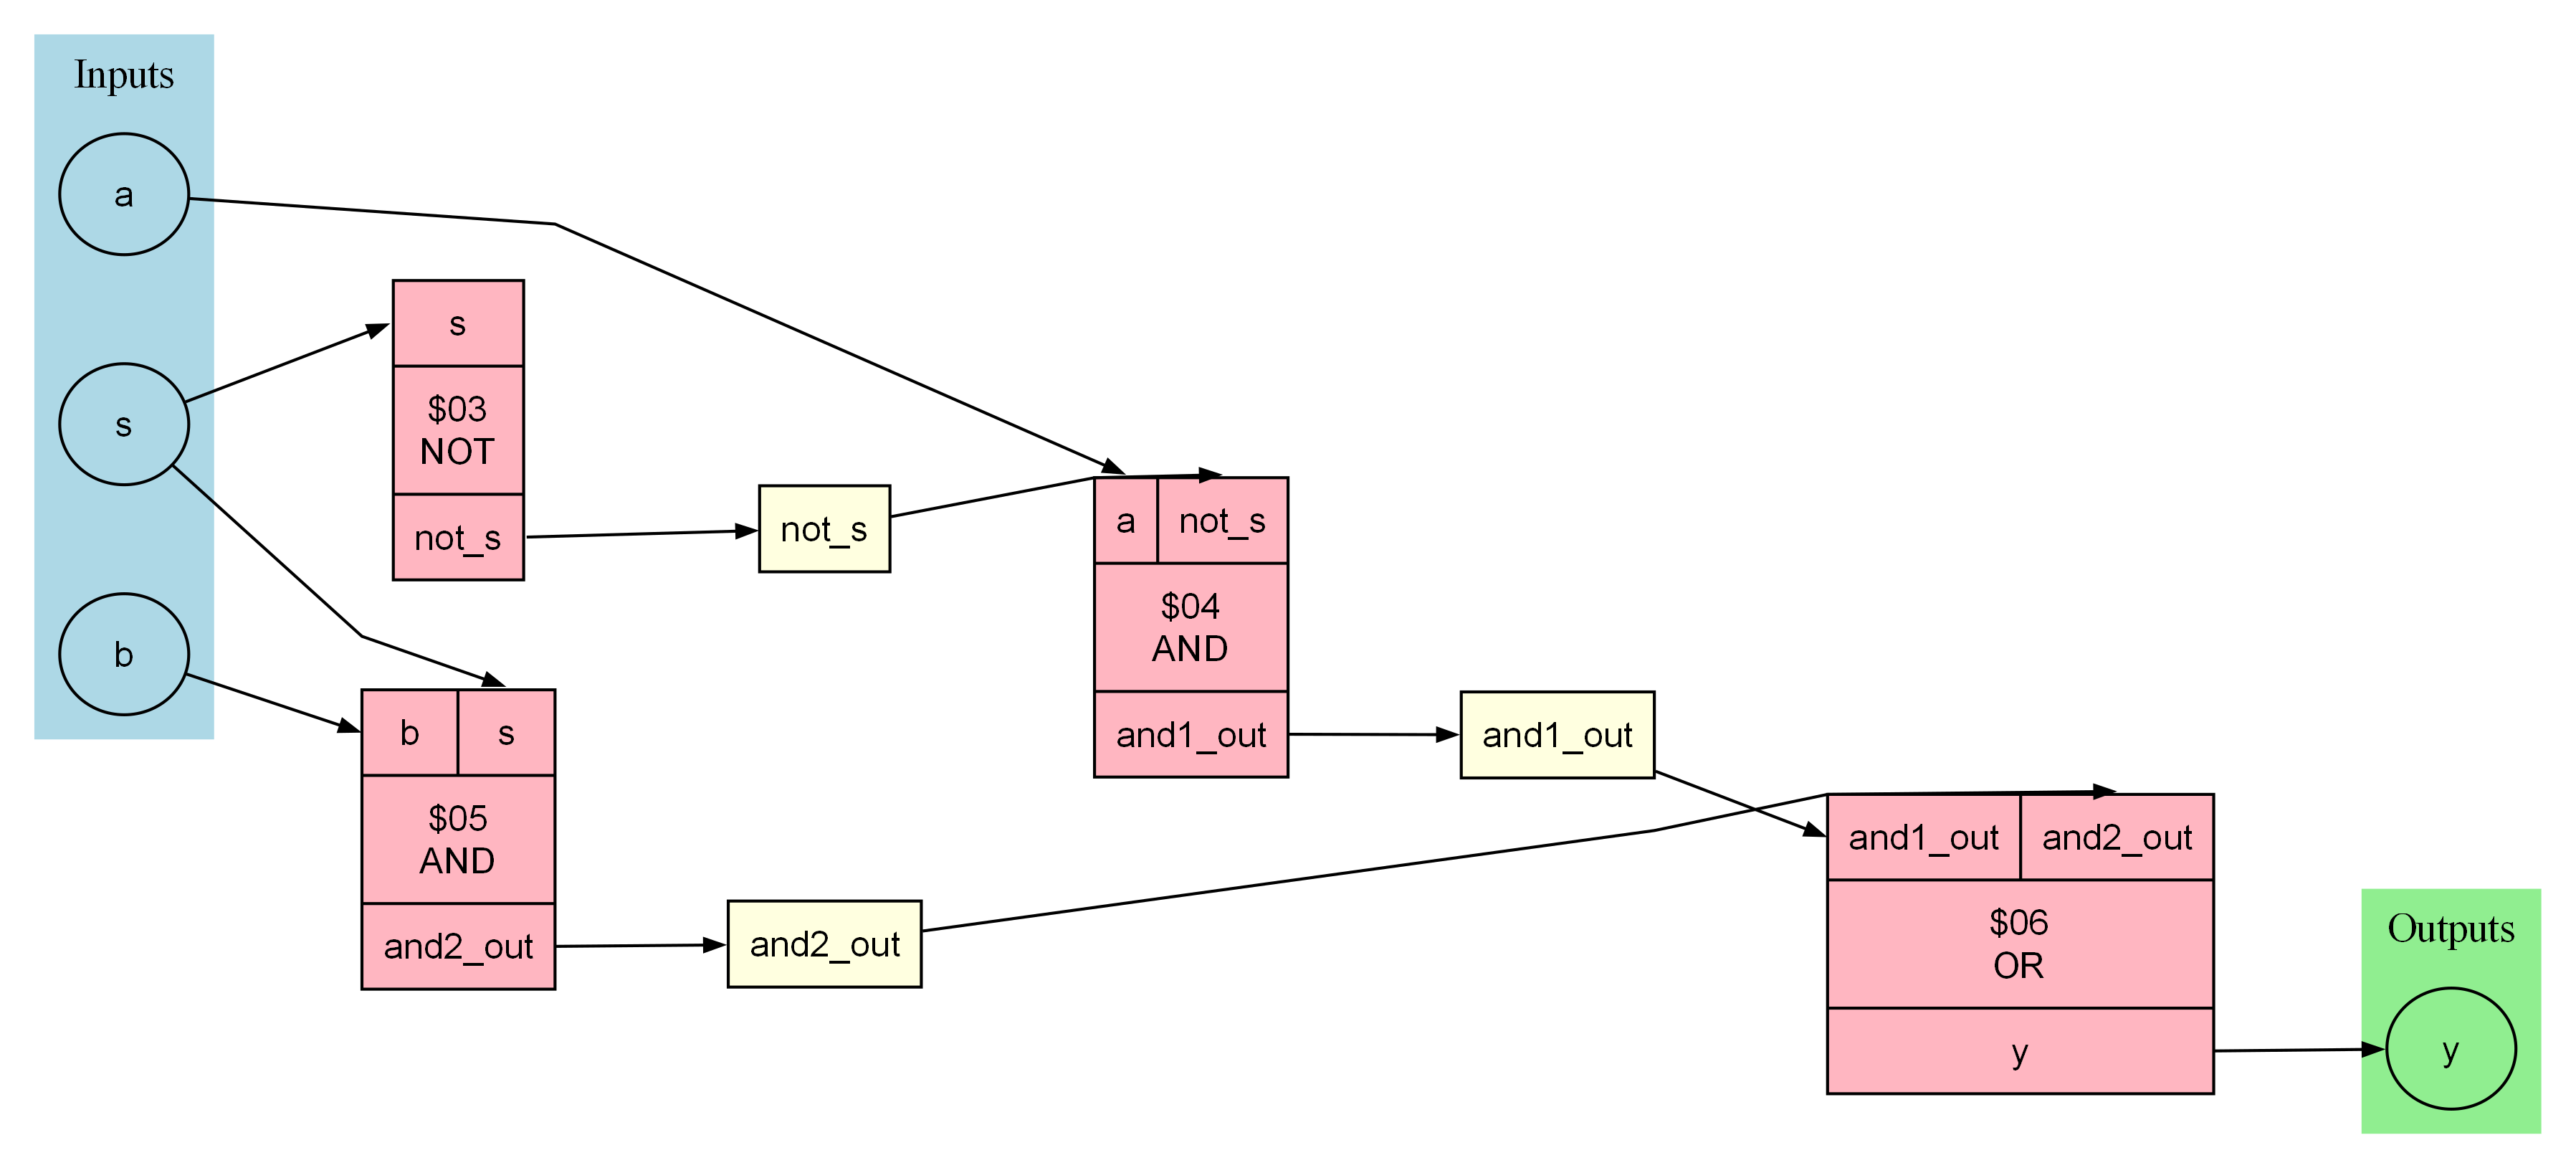 Inputs
a
s
b
s
$03
NOT
not_s
b
s
$05
AND
and2_out
not_s
and2_out
a
not_s
$04
AND
and1_out
and1_out
and1_out
and2_out
$06
OR
y
Outputs
y